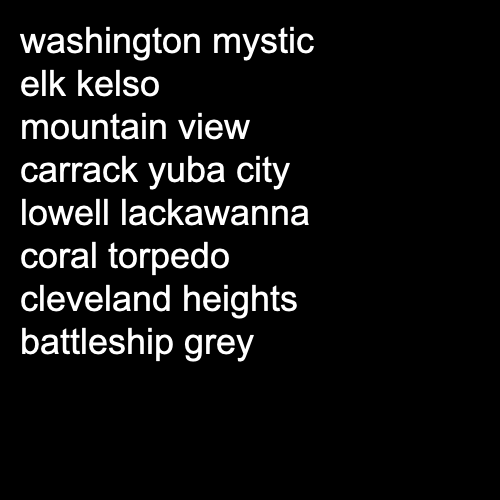 washington mystic
elk kelso
mountain view
carrack yuba city
lowell lackawanna
coral torpedo
cleveland heights
battleship grey